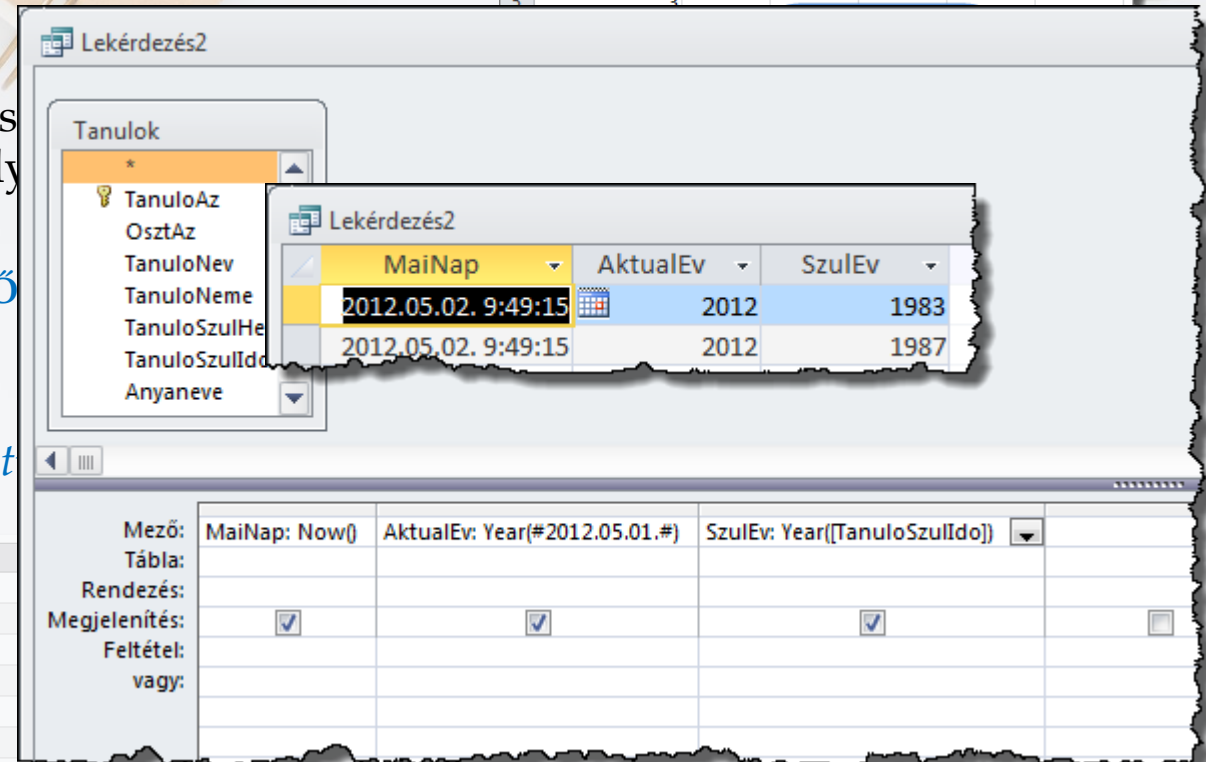 Lekérdezés2
Tanulok
*
TanuloAz
OsztAz
TanuloNev
TanuloNeme
TanuloSzulHe
TanuloSzulIdo
Anyaneve
Lekérdezés2
MaiNap AktualEv SzulEv
2012.05.02. 9:49:15 2012 1983
2012.05.02. 9:49:15 2012 1987
Mező: MaiNap: Now() AktualEv: Year(#2012.05.01.#) SzulEv: Year([TanuloSzulIdo])
Tábla:
Rendezés:
Megjelenítés:
Feltétel:
vagy: